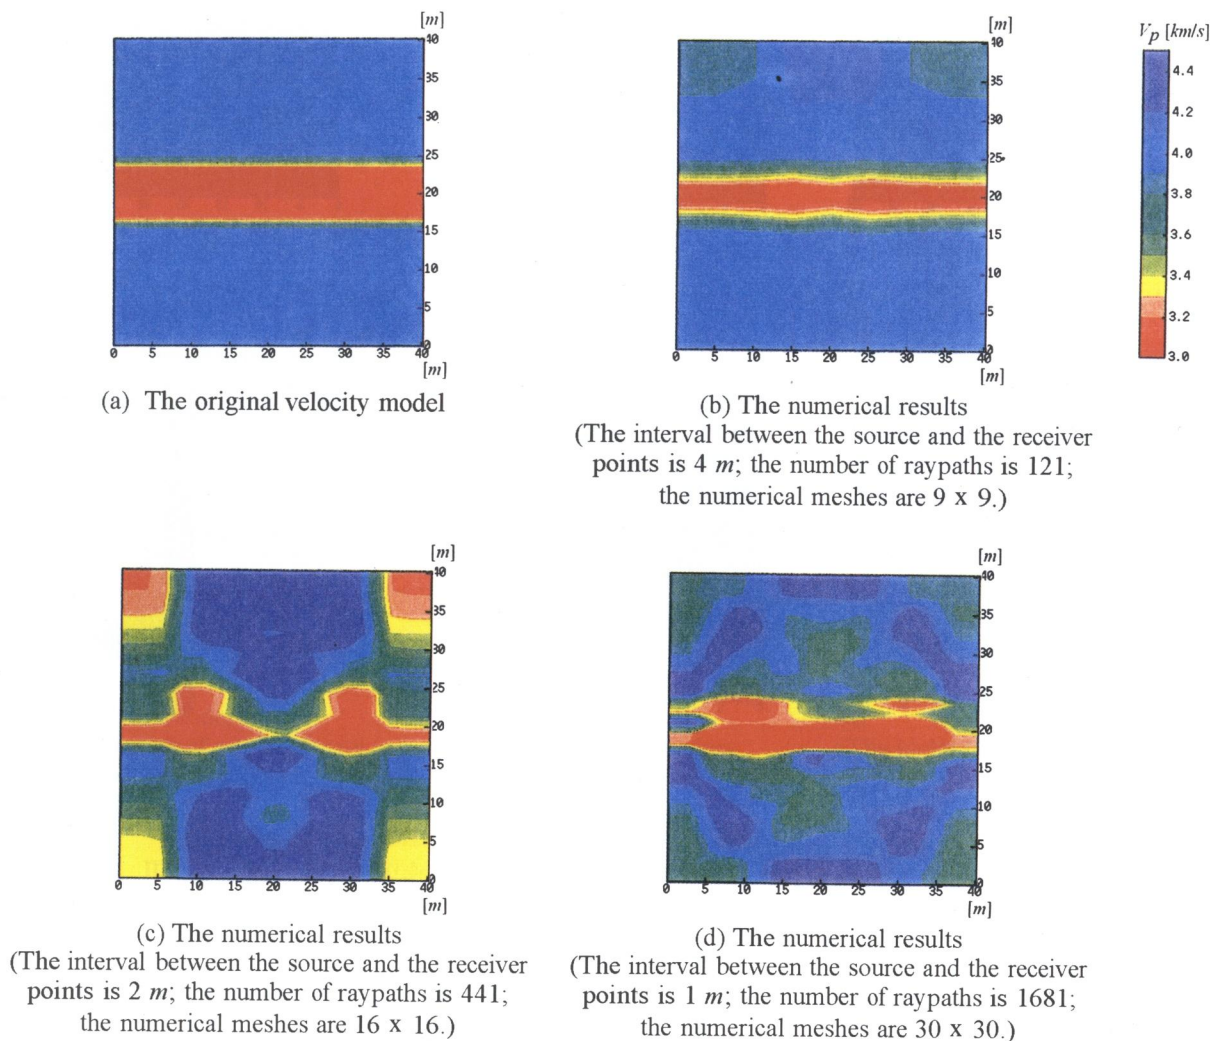 [m]
40
35
30
25
20
15
10
5
0
0 5 10 15 20 25 30 35 40
[m]
(a) The original velocity model
[m]
40
35
30
25
20
15
10
5
0
0 5 10 15 20 25 30 35 40
[m]
(b) The numerical results
(The interval between the source and the receiver
points is 4 m; the number of raypaths is 121;
the numerical meshes are 9 x 9.)
Vp [km/s]
4.4
4.2
4.0
3.8
3.6
3.4
3.2
3.0
[m]
40
35
30
25
20
15
10
5
0
0 5 10 15 20 25 30 35 40
[m]
(c) The numerical results
(The interval between the source and the receiver
points is 2 m; the number of raypaths is 441;
the numerical meshes are 16 x 16.)
[m]
40
35
30
25
20
15
10
5
0
0 5 10 15 20 25 30 35 40
[m]
(d) The numerical results
(The interval between the source and the receiver
points is 1 m; the number of raypaths is 1681;
the numerical meshes are 30 x 30.)